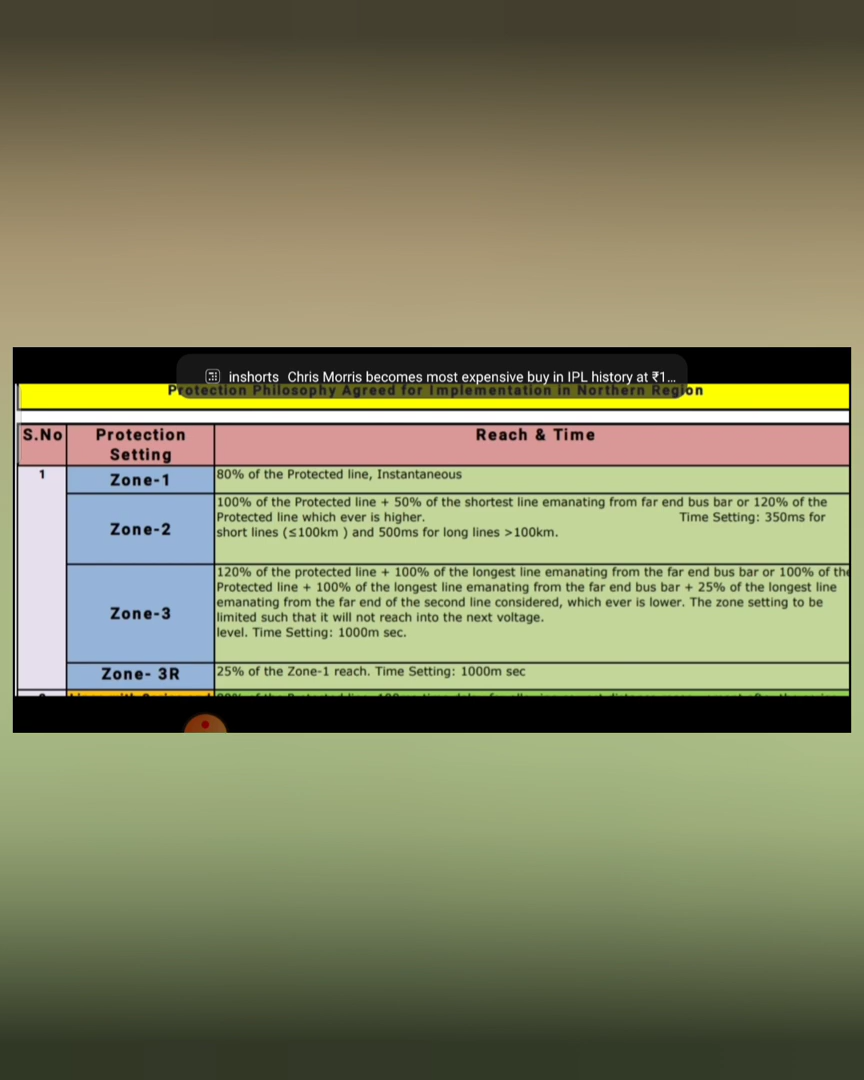 inshorts Chris Morris becomes most expensive buy in IPL history at ₹1...
Protection Philosophy Agreed for Implementation in Northern Region
S.No Protection Setting Reach & Time
1
Zone-1
80% of the Protected line, Instantaneous
Zone-2
100% of the Protected line + 50% of the shortest line emanating from far end bus bar or 120% of the
Protected line which ever is higher. Time Setting: 350ms for
short lines (≤100km ) and 500ms for long lines >100km.
Zone-3
120% of the protected line + 100% of the longest line emanating from the far end bus bar or 100% of the
Protected line + 100% of the longest line emanating from the far end bus bar + 25% of the longest line
emanating from the far end of the second line considered, which ever is lower. The zone setting to be
limited such that it will not reach into the next voltage.
level. Time Setting: 1000m sec.
Zone- 3R
25% of the Zone-1 reach. Time Setting: 1000m sec